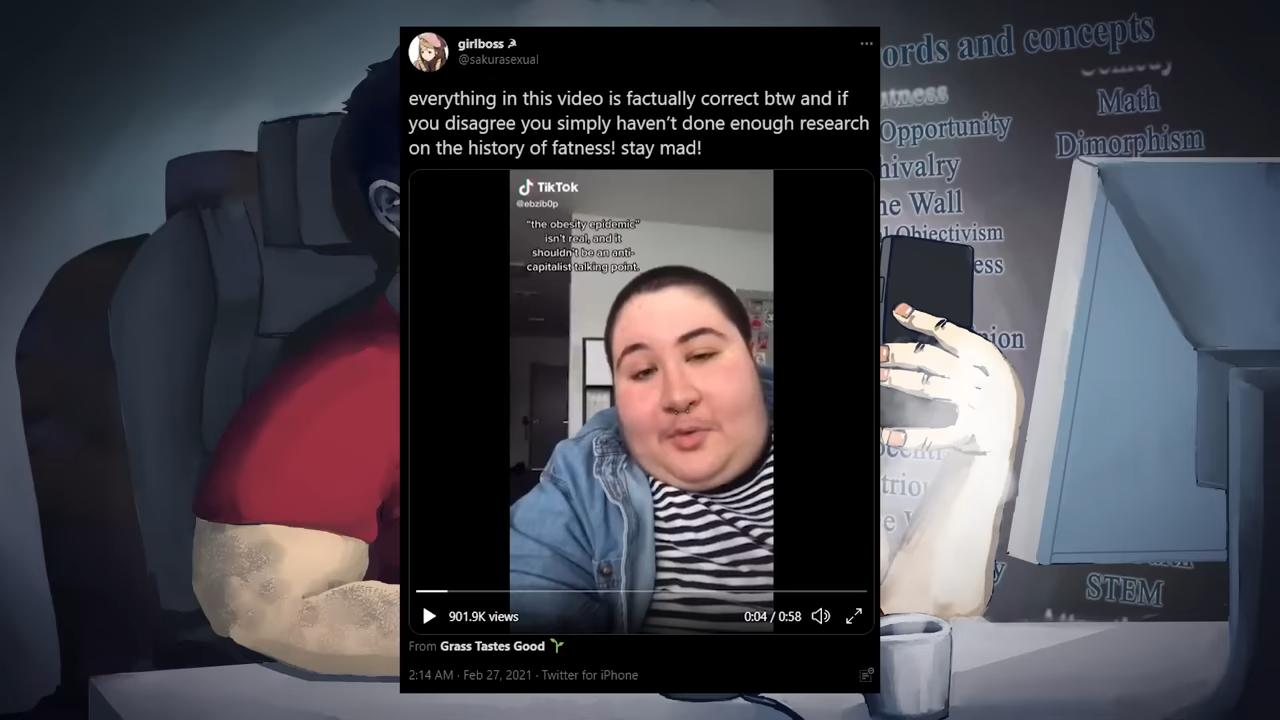 girlboss ☭
@sakurasexual
everything in this video is factually correct btw and if
you disagree you simply haven’t done enough research
on the history of fatness! stay mad!
TikTok
@ebzib0p
"the obesity epidemic"
isn't real, and it
shouldn't be an anti-
capitalist talking point.
901.9K views
0:04 / 0:58
From Grass Tastes Good
2:14 AM · Feb 27, 2021 · Twitter for iPhone
ords and concepts
Comedy
Math
Opportunity
Dimorphism
hivalry
he Wall
Objectivism
ess
nion
STEM